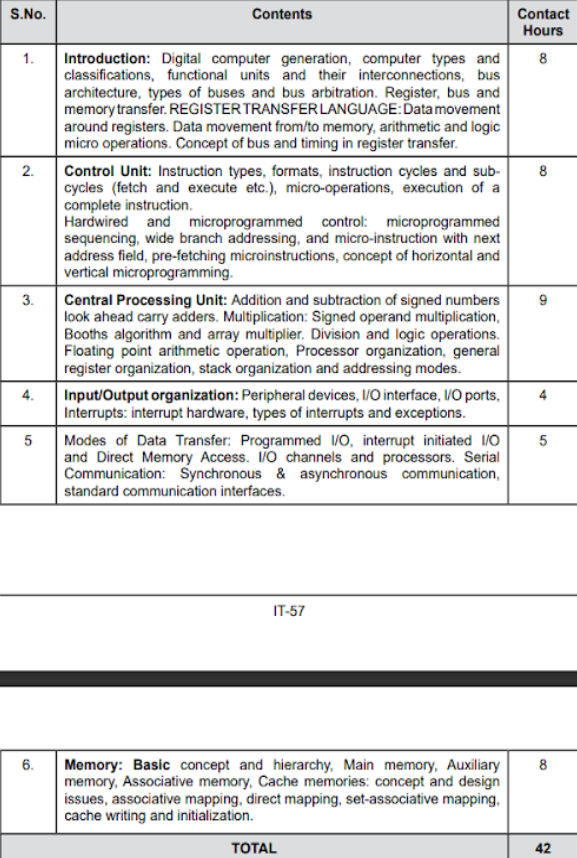 S.No. Contents Contact
Hours
1. Introduction: Digital computer generation, computer types and 8
classifications, functional units and their interconnections, bus
architecture, types of buses and bus arbitration. Register, bus and
memory transfer. REGISTER TRANSFER LANGUAGE: Data movement
around registers. Data movement from/to memory, arithmetic and logic
micro operations. Concept of bus and timing in register transfer.
2. Control Unit: Instruction types, formats, instruction cycles and sub- 8
cycles (fetch and execute etc.), micro-operations, execution of a
complete instruction.
Hardwired and microprogrammed control: microprogrammed
sequencing, wide branch addressing, and micro-instruction with next
address field, pre-fetching microinstructions, concept of horizontal and
vertical microprogramming.
3. Central Processing Unit: Addition and subtraction of signed numbers 9
look ahead carry adders. Multiplication: Signed operand multiplication,
Booths algorithm and array multiplier. Division and logic operations.
Floating point arithmetic operation, Processor organization, general
register organization, stack organization and addressing modes.
4. Input/Output organization: Peripheral devices, I/O interface, I/O ports, 4
Interrupts: interrupt hardware, types of interrupts and exceptions.
5 Modes of Data Transfer: Programmed I/O, interrupt initiated I/O 5
and Direct Memory Access. I/O channels and processors. Serial
Communication: Synchronous & asynchronous communication,
standard communication interfaces.
IT-57
6. Memory: Basic concept and hierarchy, Main memory, Auxiliary 8
memory, Associative memory, Cache memories: concept and design
issues, associative mapping, direct mapping, set-associative mapping,
cache writing and initialization.
TOTAL 42